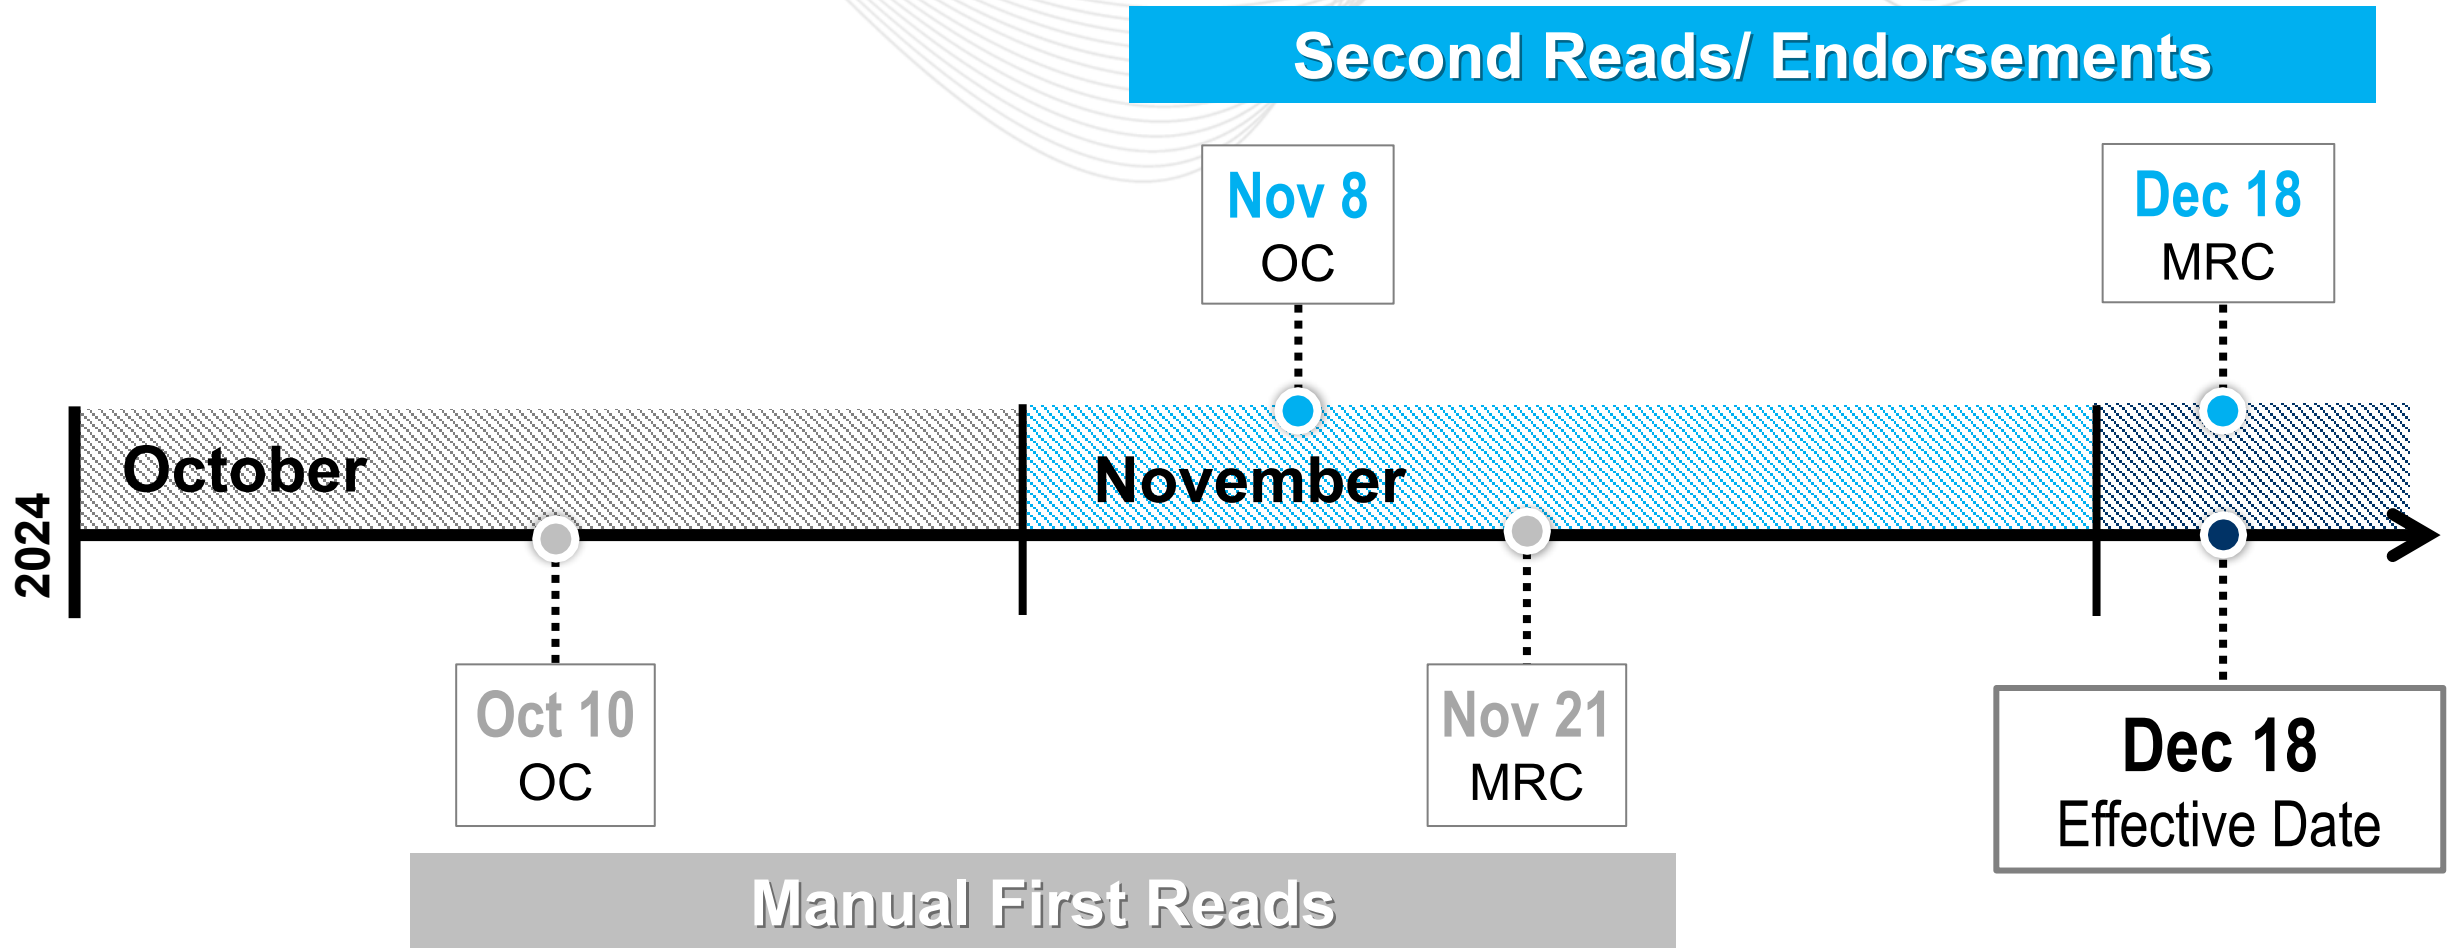 Second Reads/ Endorsements
Nov 8
OC
Dec 18
MRC
October
November
2024
Oct 10
OC
Nov 21
MRC
Dec 18
Effective Date
Manual First Reads